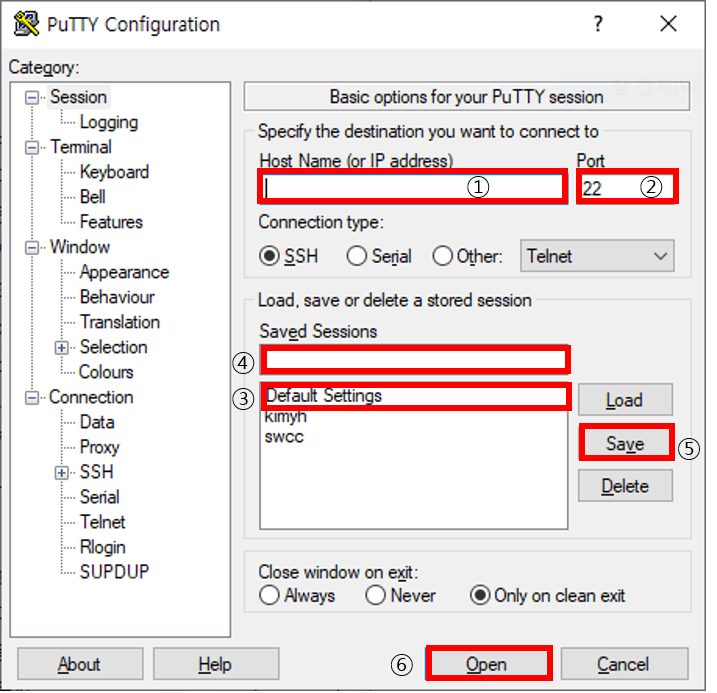 PuTTY Configuration ? ×
Category:
Session
Logging
Terminal
Keyboard
Bell
Features
Window
Appearance
Behaviour
Translation
Selection
Colours
Connection
Data
Proxy
SSH
Serial
Telnet
Rlogin
SUPDUP
Basic options for your PuTTY session
Specify the destination you want to connect to
Host Name (or IP address) Port
① 22 ②
Connection type:
SSH Serial Other: Telnet
Load, save or delete a stored session
Saved Sessions
④
③ Default Settings Load
kimyh
swcc
Save ⑤
Delete
Close window on exit:
Always Never Only on clean exit
About Help ⑥ Open Cancel